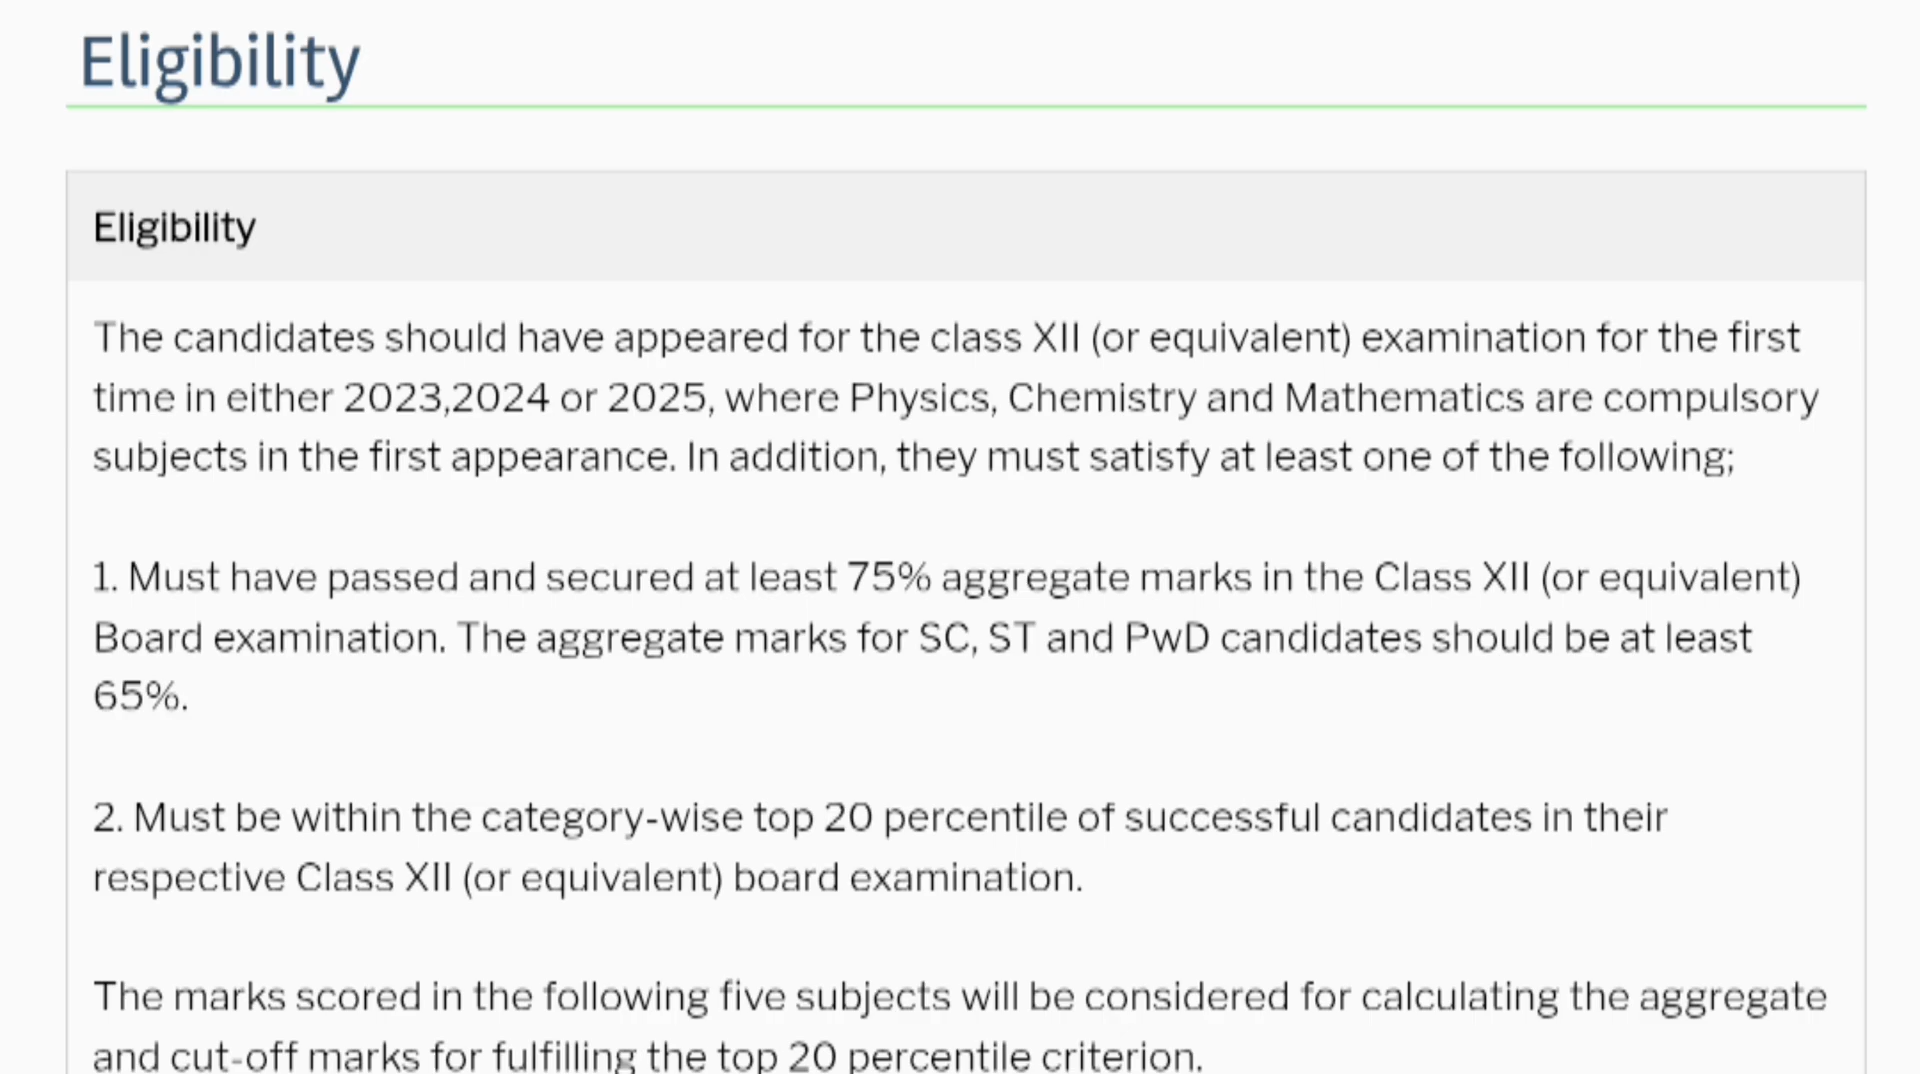 Eligibility
Eligibility
The candidates should have appeared for the class XII (or equivalent) examination for the first
time in either 2023,2024 or 2025, where Physics, Chemistry and Mathematics are compulsory
subjects in the first appearance. In addition, they must satisfy at least one of the following;
1. Must have passed and secured at least 75% aggregate marks in the Class XII (or equivalent)
Board examination. The aggregate marks for SC, ST and PwD candidates should be at least
65%.
2. Must be within the category-wise top 20 percentile of successful candidates in their
respective Class XII (or equivalent) board examination.
The marks scored in the following five subjects will be considered for calculating the aggregate
and cut-off marks for fulfilling the top 20 percentile criterion.